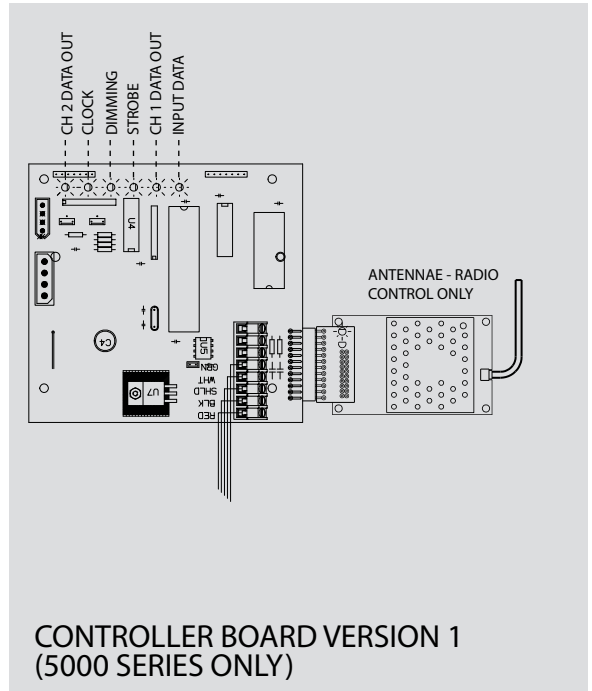 CH 2 DATA OUT
CLOCK
DIMMING
STROBE
CH 1 DATA OUT
INPUT DATA
U4
ANTENNAE - RADIO
CONTROL ONLY
C4
U5
GRN
WHT
SHLD
BLK
RED
U7
CONTROLLER BOARD VERSION 1
(5000 SERIES ONLY)